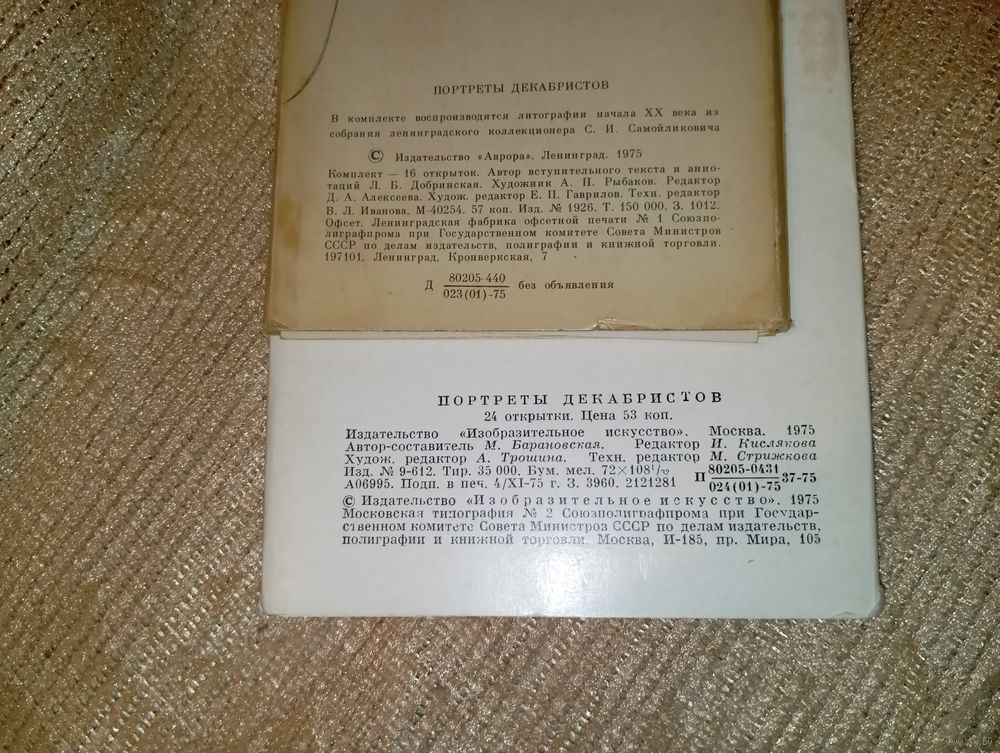 ПОРТРЕТЫ ДЕКАБРИСТОВ
В комплекте воспроизводятся литографии начала XX века из
собрания ленинградского коллекционера С. И. Самойликовича
© Издательство «Аврора». Ленинград. 1975
Комплект — 16 открыток. Автор вступительного текста и анно-
таций Л. Б. Добринская. Художник А. П. Рыбаков. Редактор
Д. А. Алексеева. Худож. редактор Е. П. Гаврилов. Техн. редактор
В. Л. Иванова. М-40254. 57 коп. Изд. № 1926. Т. 150 000. З. 1012.
Офсет. Ленинградская фабрика офсетной печати № 1 Союзпо-
лиграфпрома при Государственном комитете Совета Министров
СССР по делам издательств, полиграфии и книжной торговли.
197101, Ленинград, Кронверкская, 7
80205-440
Д без объявления
023(01)-75
ПОРТРЕТЫ ДЕКАБРИСТОВ
24 открытки. Цена 53 коп.
Издательство «Изобразительное искусство». Москва. 1975
Автор-составитель М. Барановская. Редактор И. Кислякова
Худож. редактор А. Трошина. Техн. редактор М. Стрижкова
Изд. № 9-612. Тир. 35 000. Бум. мел. 72×108 1/32
А06995. Подп. в печ. 4/XI-75 г. З. 3960. 2121281
80205-0431
П 37-75
024(01)-75
© Издательство «Изобразительное искусство». 1975
Московская типография № 2 Союзполиграфпрома при Государ-
ственном комитете Совета Министров СССР по делам издательств,
полиграфии и книжной торговли. Москва, И-185, пр. Мира, 105